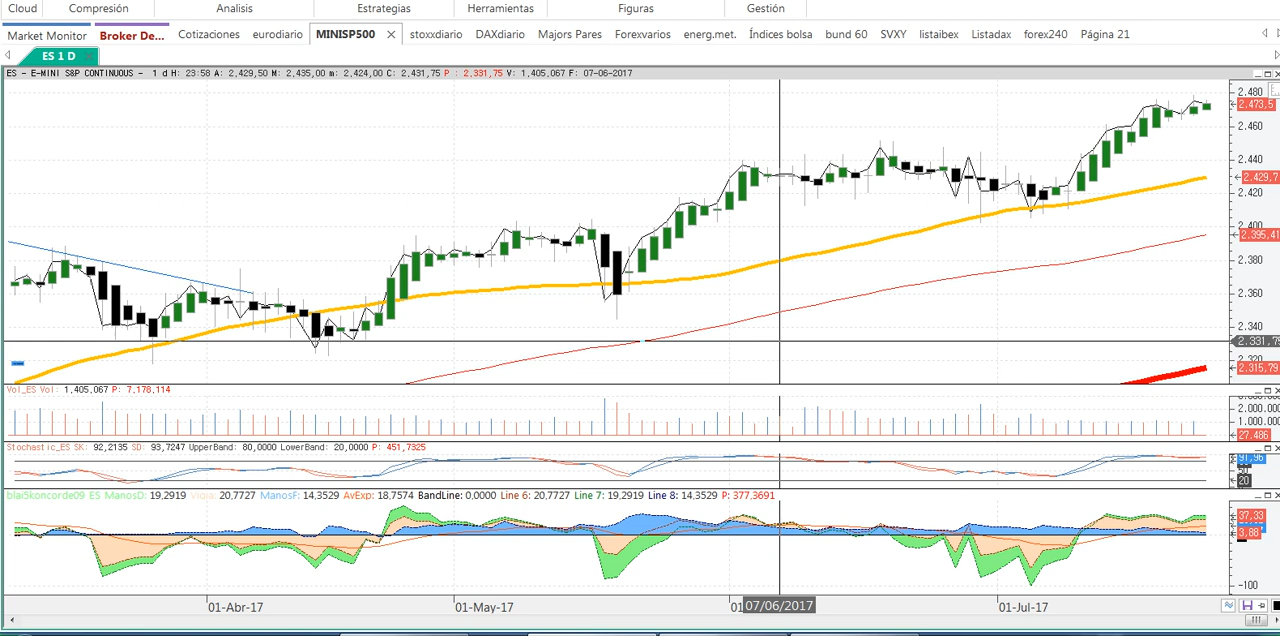 Cloud Compresión Analisis Estrategias Herramientas Figuras Gestión
Market Monitor Broker De... Cotizaciones eurodiario MINISP500 stoxxdiario DAXdiario Majors Pares Forexvarios energ.met. Índices bolsa bund 60 SVXY listaibex Listadax forex240 Página 21
ES 1 D
ES - E-MINI S&P CONTINUOUS - 1 d H: 23:58 A: 2.429,50 M: 2.435,00 m: 2.424,00 C: 2.431,75 P : 2.331,75 V: 1.405.067 F: 07-06-2017
2.480
2.473,5
2.460
2.440
2.429,7
2.420
2.400
2.395,41
2.380
2.360
2.340
2.331,75
2.320
2.315,79
Vol_ES Vol: 1,405,067 P: 7,178,114
2.000.000
1.000.000
27.486
Stochastic_ES SK: 92,2135 SD: 93,7247 UpperBand: 80,0000 LowerBand: 20,0000 P: 451,7325
91,96
20
blai5koncorde09 ES ManosD: 19.2919 Vioja: 20.7727 ManosF: 14.3529 AvExp: 18.7574 BandLine: 0.0000 Line 6: 20.7727 Line 7: 19.2919 Line 8: 14.3529 P: 377.3691
37,33
3,88
-100
01-Abr-17 01-May-17 01 07/06/2017 01-Jul-17